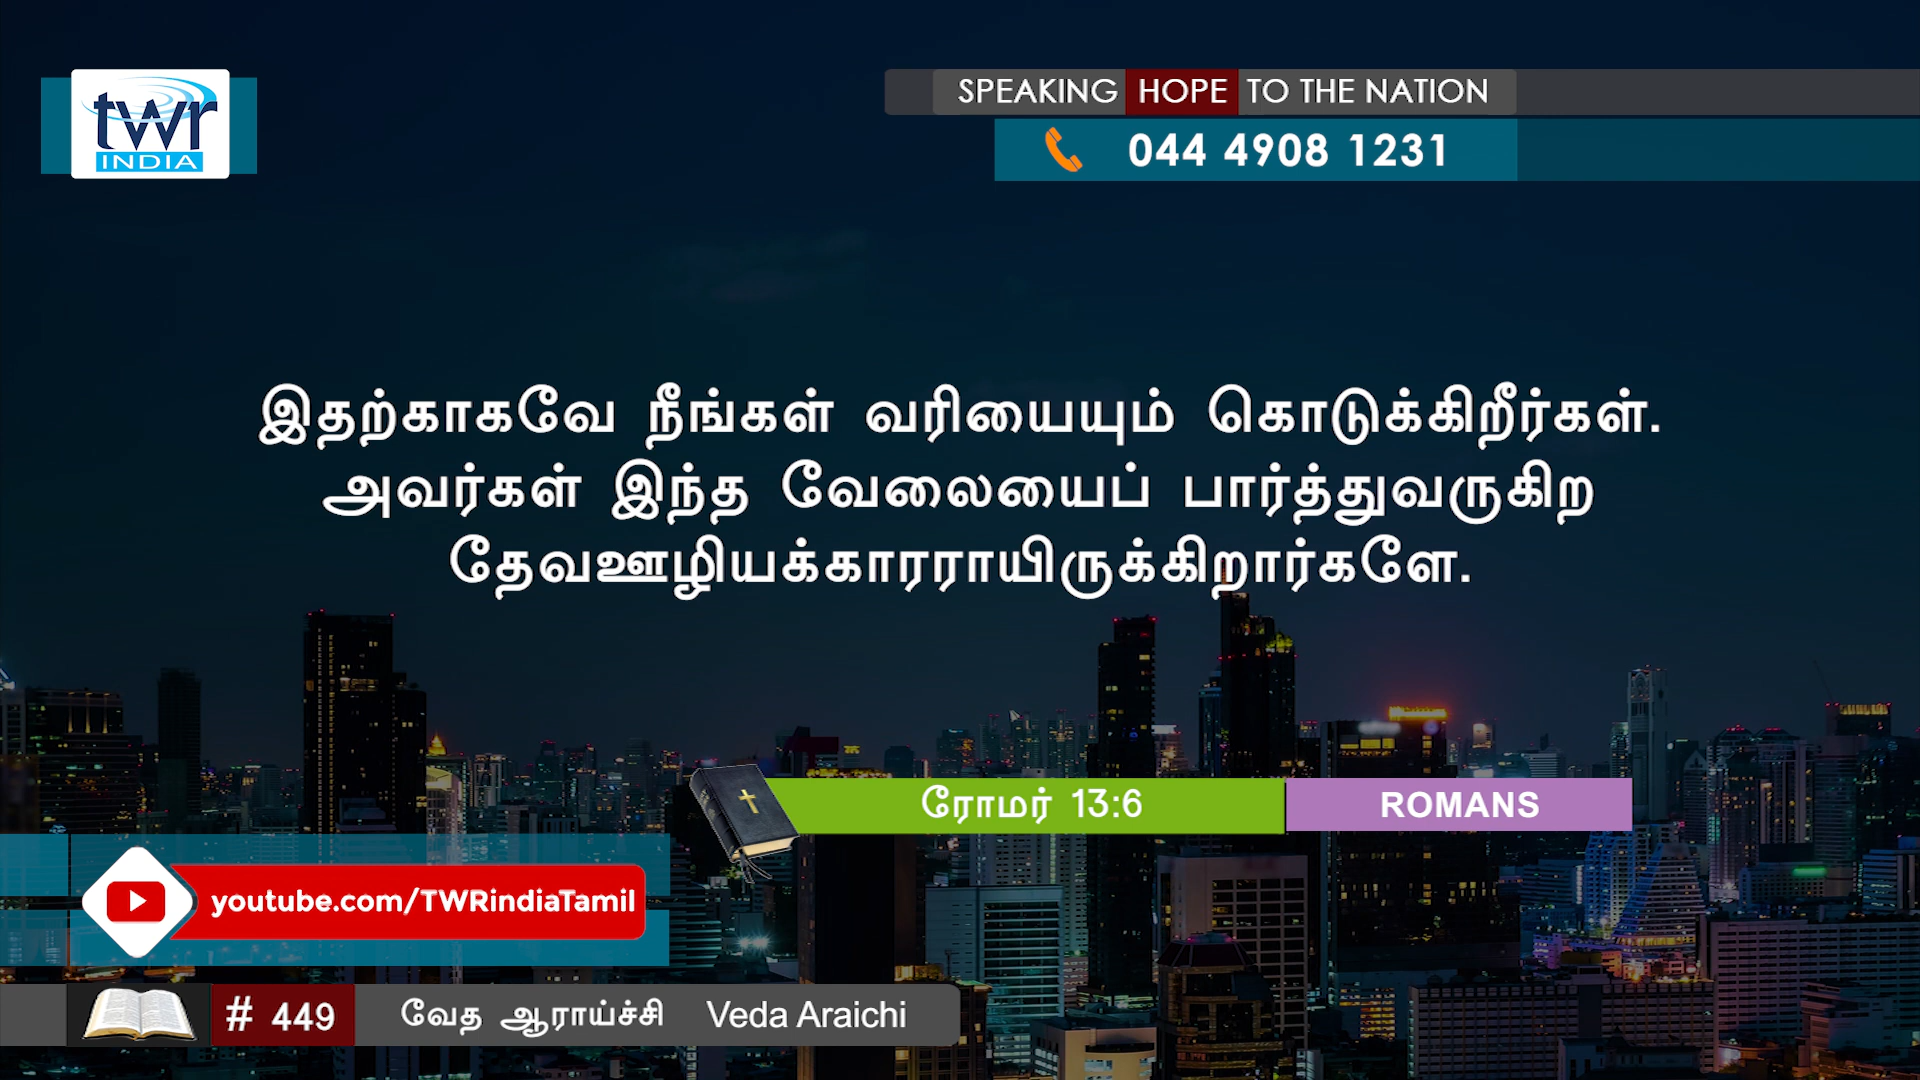 twr
INDIA
SPEAKING HOPE TO THE NATION
044 4908 1231
இதற்காகவே நீங்கள் வரியையும் கொடுக்கிறீர்கள்.
அவர்கள் இந்த வேலையைப் பார்த்துவருகிற
தேவஊழியக்காரராயிருக்கிறார்களே.
ரோமர் 13:6 ROMANS
youtube.com/TWRindiaTamil
# 449 வேத ஆராய்ச்சி Veda Araichi